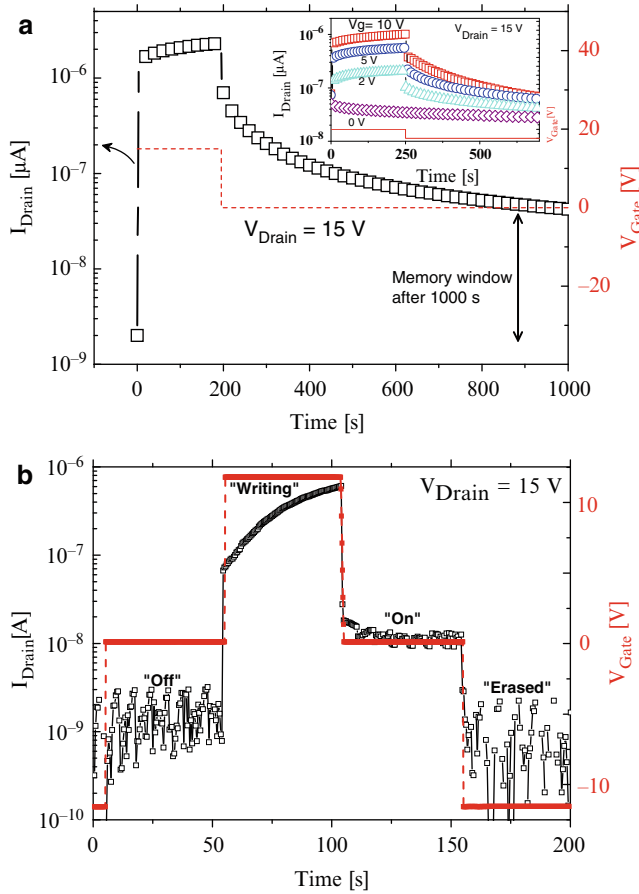 a
I_Drain [µA]
10⁻⁶
10⁻⁷
10⁻⁸
10⁻⁹
V_Drain = 15 V
Memory window
after 1000 s
0 200 400 600 800 1000
Time [s]
40
20
0
−20
V_Gate [V]
Vg= 10 V
V_Drain = 15 V
5 V
2 V
0 V
I_Drain [µA]
10⁻⁶
10⁻⁷
10⁻⁸
0 250 500
Time [s]
V_Gate[V]
b
I_Drain[A]
10⁻⁶
10⁻⁷
10⁻⁸
10⁻⁹
10⁻¹⁰
"Writing"
V_Drain = 15 V
"On"
"Off"
"Erased"
10
0
−10
V_Gate [V]
0 50 100 150 200
Time [s]